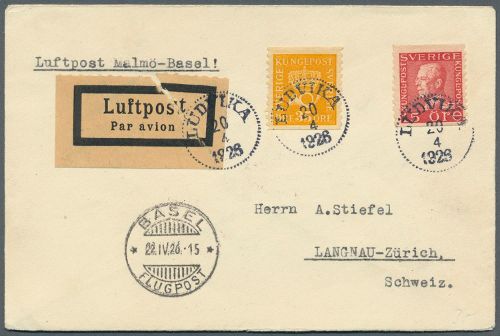 Luftpost Malmö-Basel!
Luftpost
Par avion
LUDVIKA
20
4
1926
SVERIGE
KUNGLPOST
LUDVIKA
20
4
1926
SVERIGE
KUNGLPOST
ÖRE
LUDVIKA
20
4
1926
BASEL
22.IV.26.-15
FLUGPOST
Herrn A.Stiefel
LANGNAU-Zürich,
Schweiz.